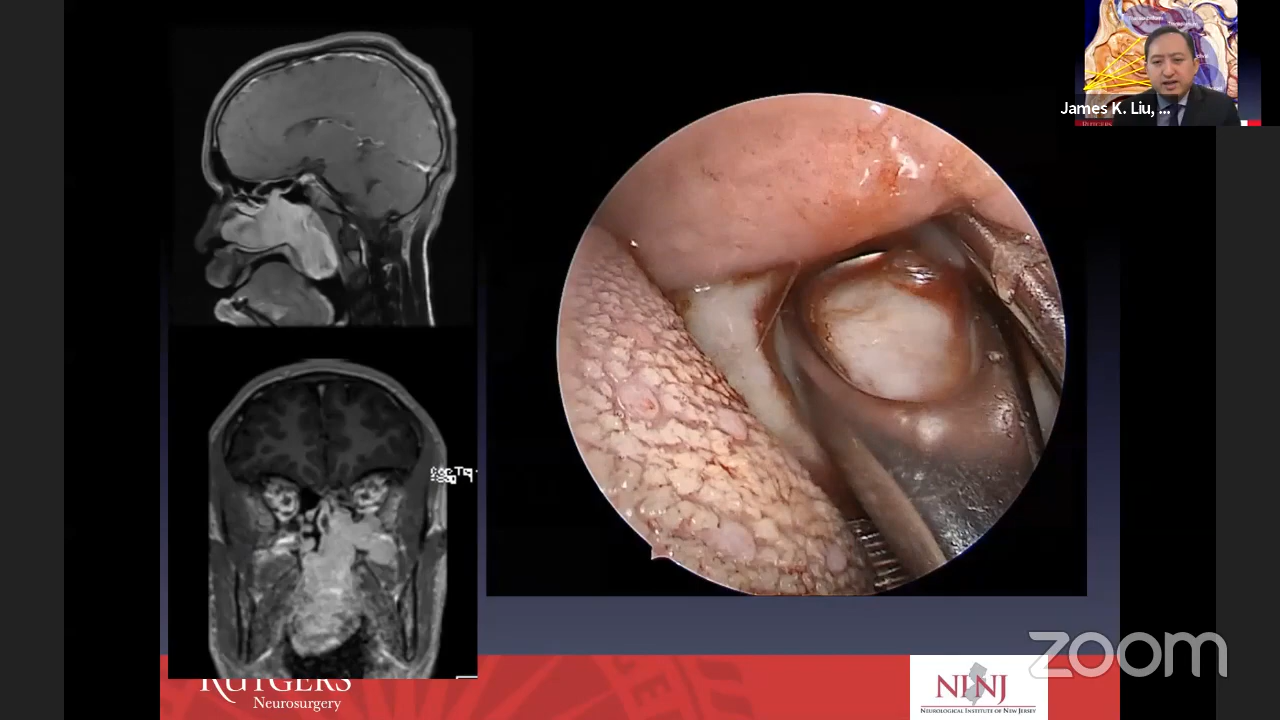 James K. Liu, ...
RUTGERS
Neurosurgery
NINJ
NEUROLOGICAL INSTITUTE OF NEW JERSEY
zoom